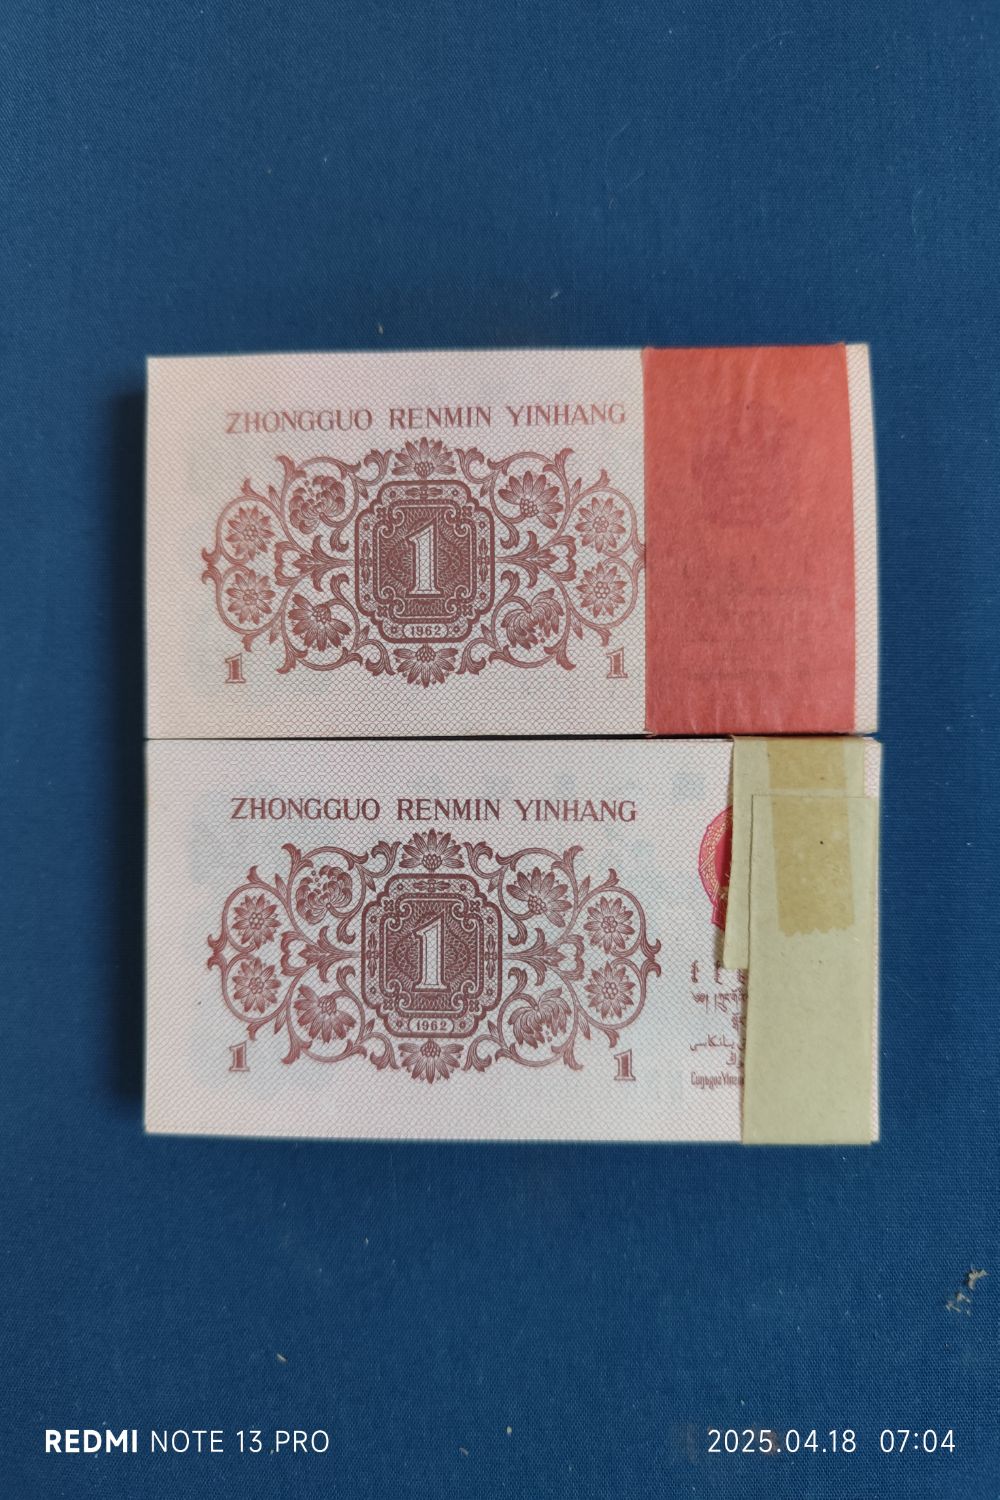 ZHONGGUO RENMIN YINHANG
1
(1962)
1 1
ZHONGGUO RENMIN YINHANG
1
(1962)
1 1
REDMI NOTE 13 PRO
2025.04.18 07:04